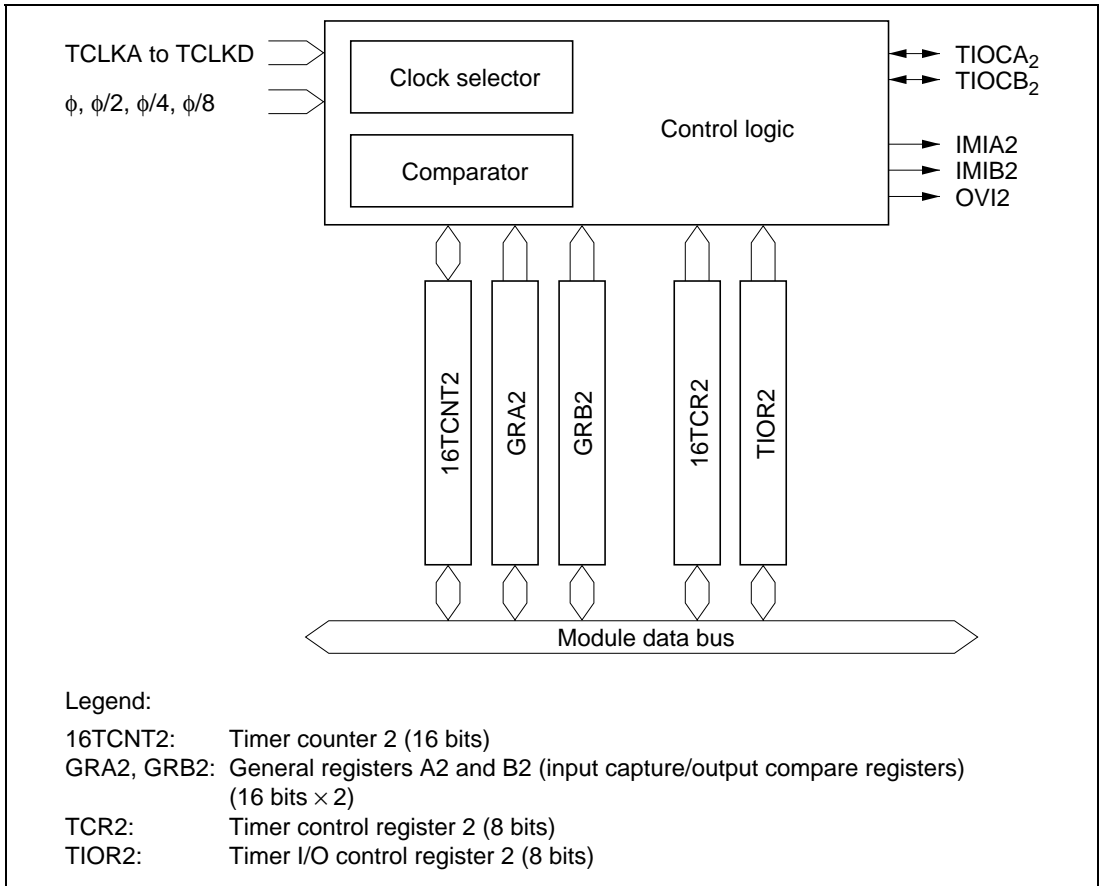 TCLKA to TCLKD
ϕ, ϕ/2, ϕ/4, ϕ/8
Clock selector
Comparator
Control logic
TIOCA2
TIOCB2
IMIA2
IMIB2
OVI2
16TCNT2
GRA2
GRB2
16TCR2
TIOR2
Module data bus
Legend:
16TCNT2: Timer counter 2 (16 bits)
GRA2, GRB2: General registers A2 and B2 (input capture/output compare registers)
(16 bits × 2)
TCR2: Timer control register 2 (8 bits)
TIOR2: Timer I/O control register 2 (8 bits)